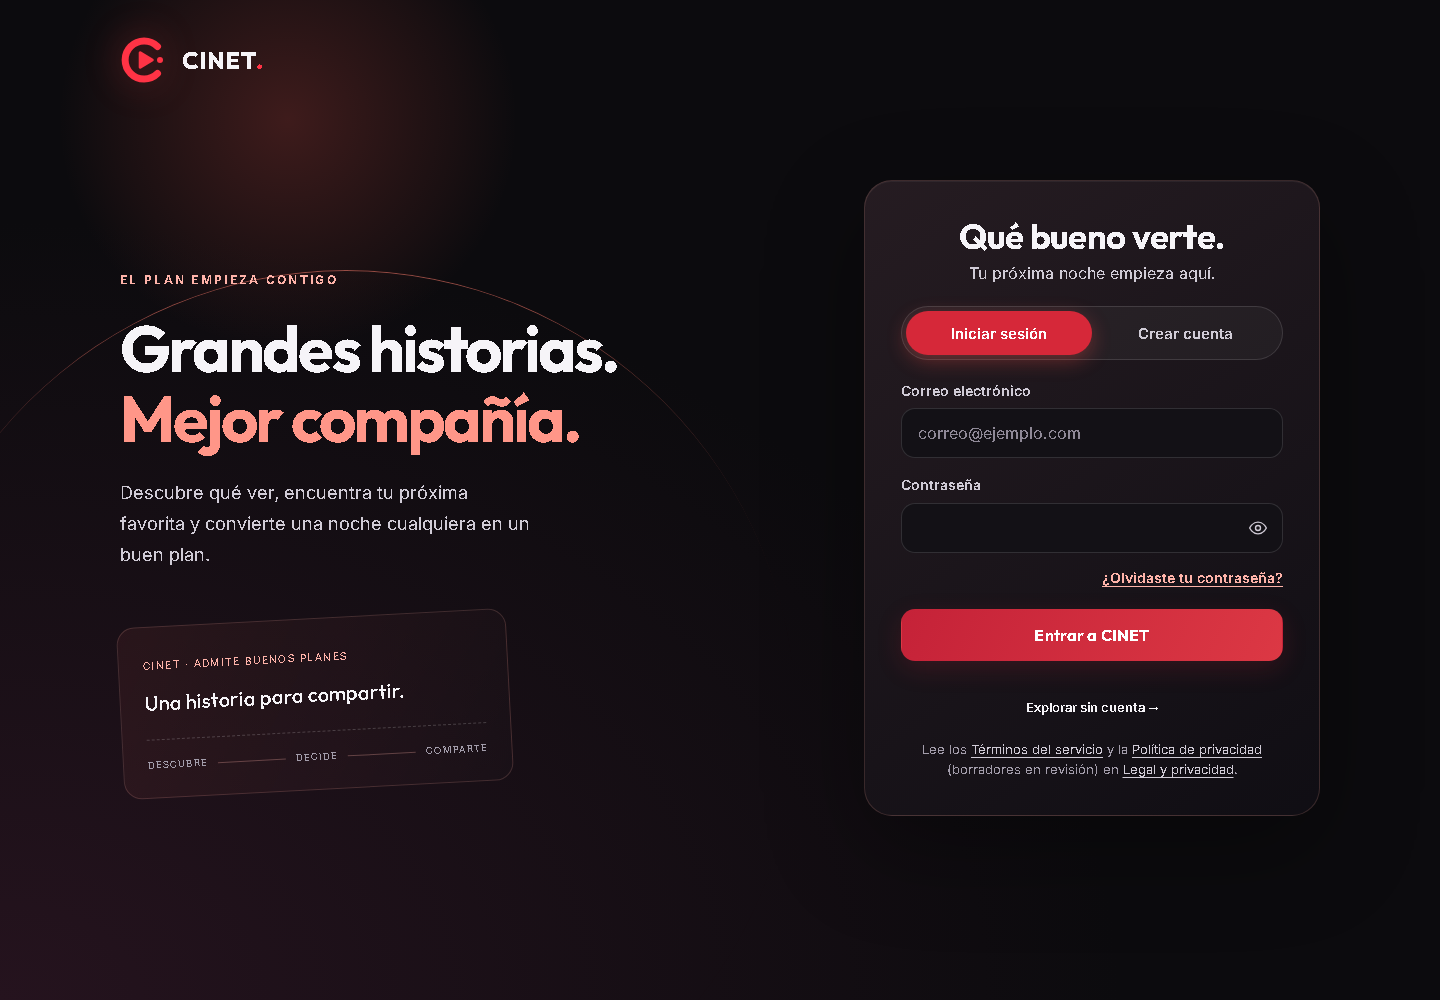 CINET.
EL PLAN EMPIEZA CONTIGO
Grandes historias.
Mejor compañía.
Descubre qué ver, encuentra tu próxima
favorita y convierte una noche cualquiera en un
buen plan.
CINET · ADMITE BUENOS PLANES
Una historia para compartir.
DESCUBRE DECIDE COMPARTE
Qué bueno verte.
Tu próxima noche empieza aquí.
Iniciar sesión Crear cuenta
Correo electrónico
correo@ejemplo.com
Contraseña
¿Olvidaste tu contraseña?
Entrar a CINET
Explorar sin cuenta →
Lee los Términos del servicio y la Política de privacidad
(borradores en revisión) en Legal y privacidad.